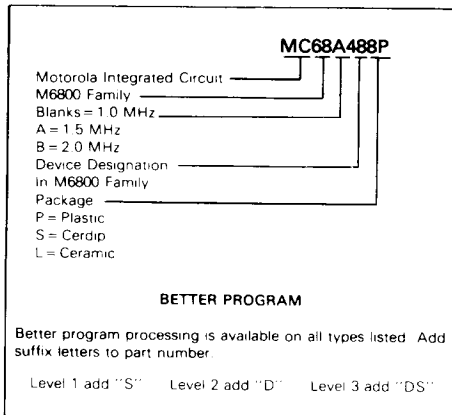 MC68A488P
Motorola Integrated Circuit
M6800 Family
Blanks = 1.0 MHz
A = 1.5 MHz
B = 2.0 MHz
Device Designation
In M6800 Family
Package
P = Plastic
S = Cerdip
L = Ceramic
BETTER PROGRAM
Better program processing is available on all types listed Add
suffix letters to part number.
Level 1 add "S" Level 2 add "D" Level 3 add "DS"